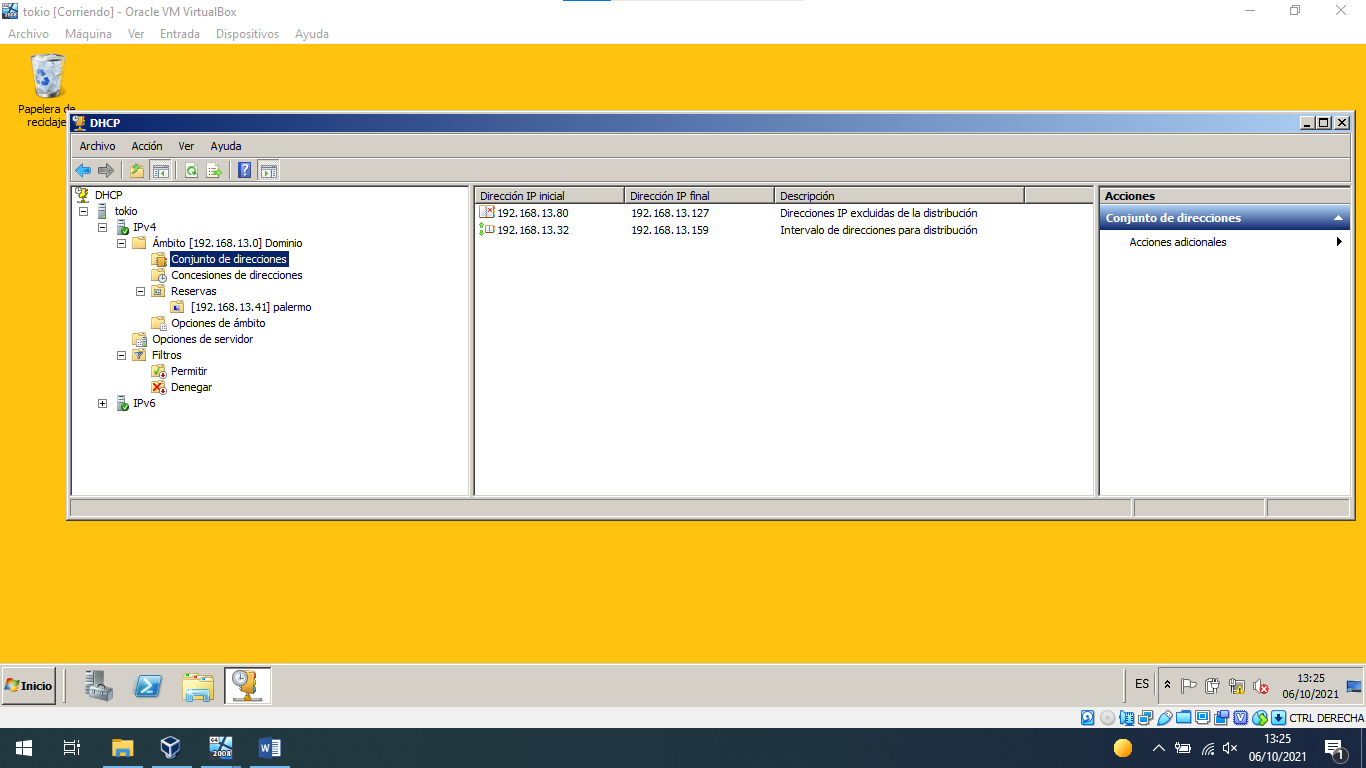 tokio [Corriendo] - Oracle VM VirtualBox
Archivo Máquina Ver Entrada Dispositivos Ayuda
Papelera de
reciclaje
DHCP
Archivo Acción Ver Ayuda
DHCP
tokio
IPv4
Ámbito [192.168.13.0] Dominio
Conjunto de direcciones
Concesiones de direcciones
Reservas
[192.168.13.41] palermo
Opciones de ámbito
Opciones de servidor
Filtros
Permitir
Denegar
IPv6
Dirección IP inicial Dirección IP final Descripción
192.168.13.80 192.168.13.127 Direcciones IP excluidas de la distribución
192.168.13.32 192.168.13.159 Intervalo de direcciones para distribución
Acciones
Conjunto de direcciones
Acciones adicionales
Inicio
ES
13:25
06/10/2021
CTRL DERECHA
64
2008
13:25
06/10/2021
1